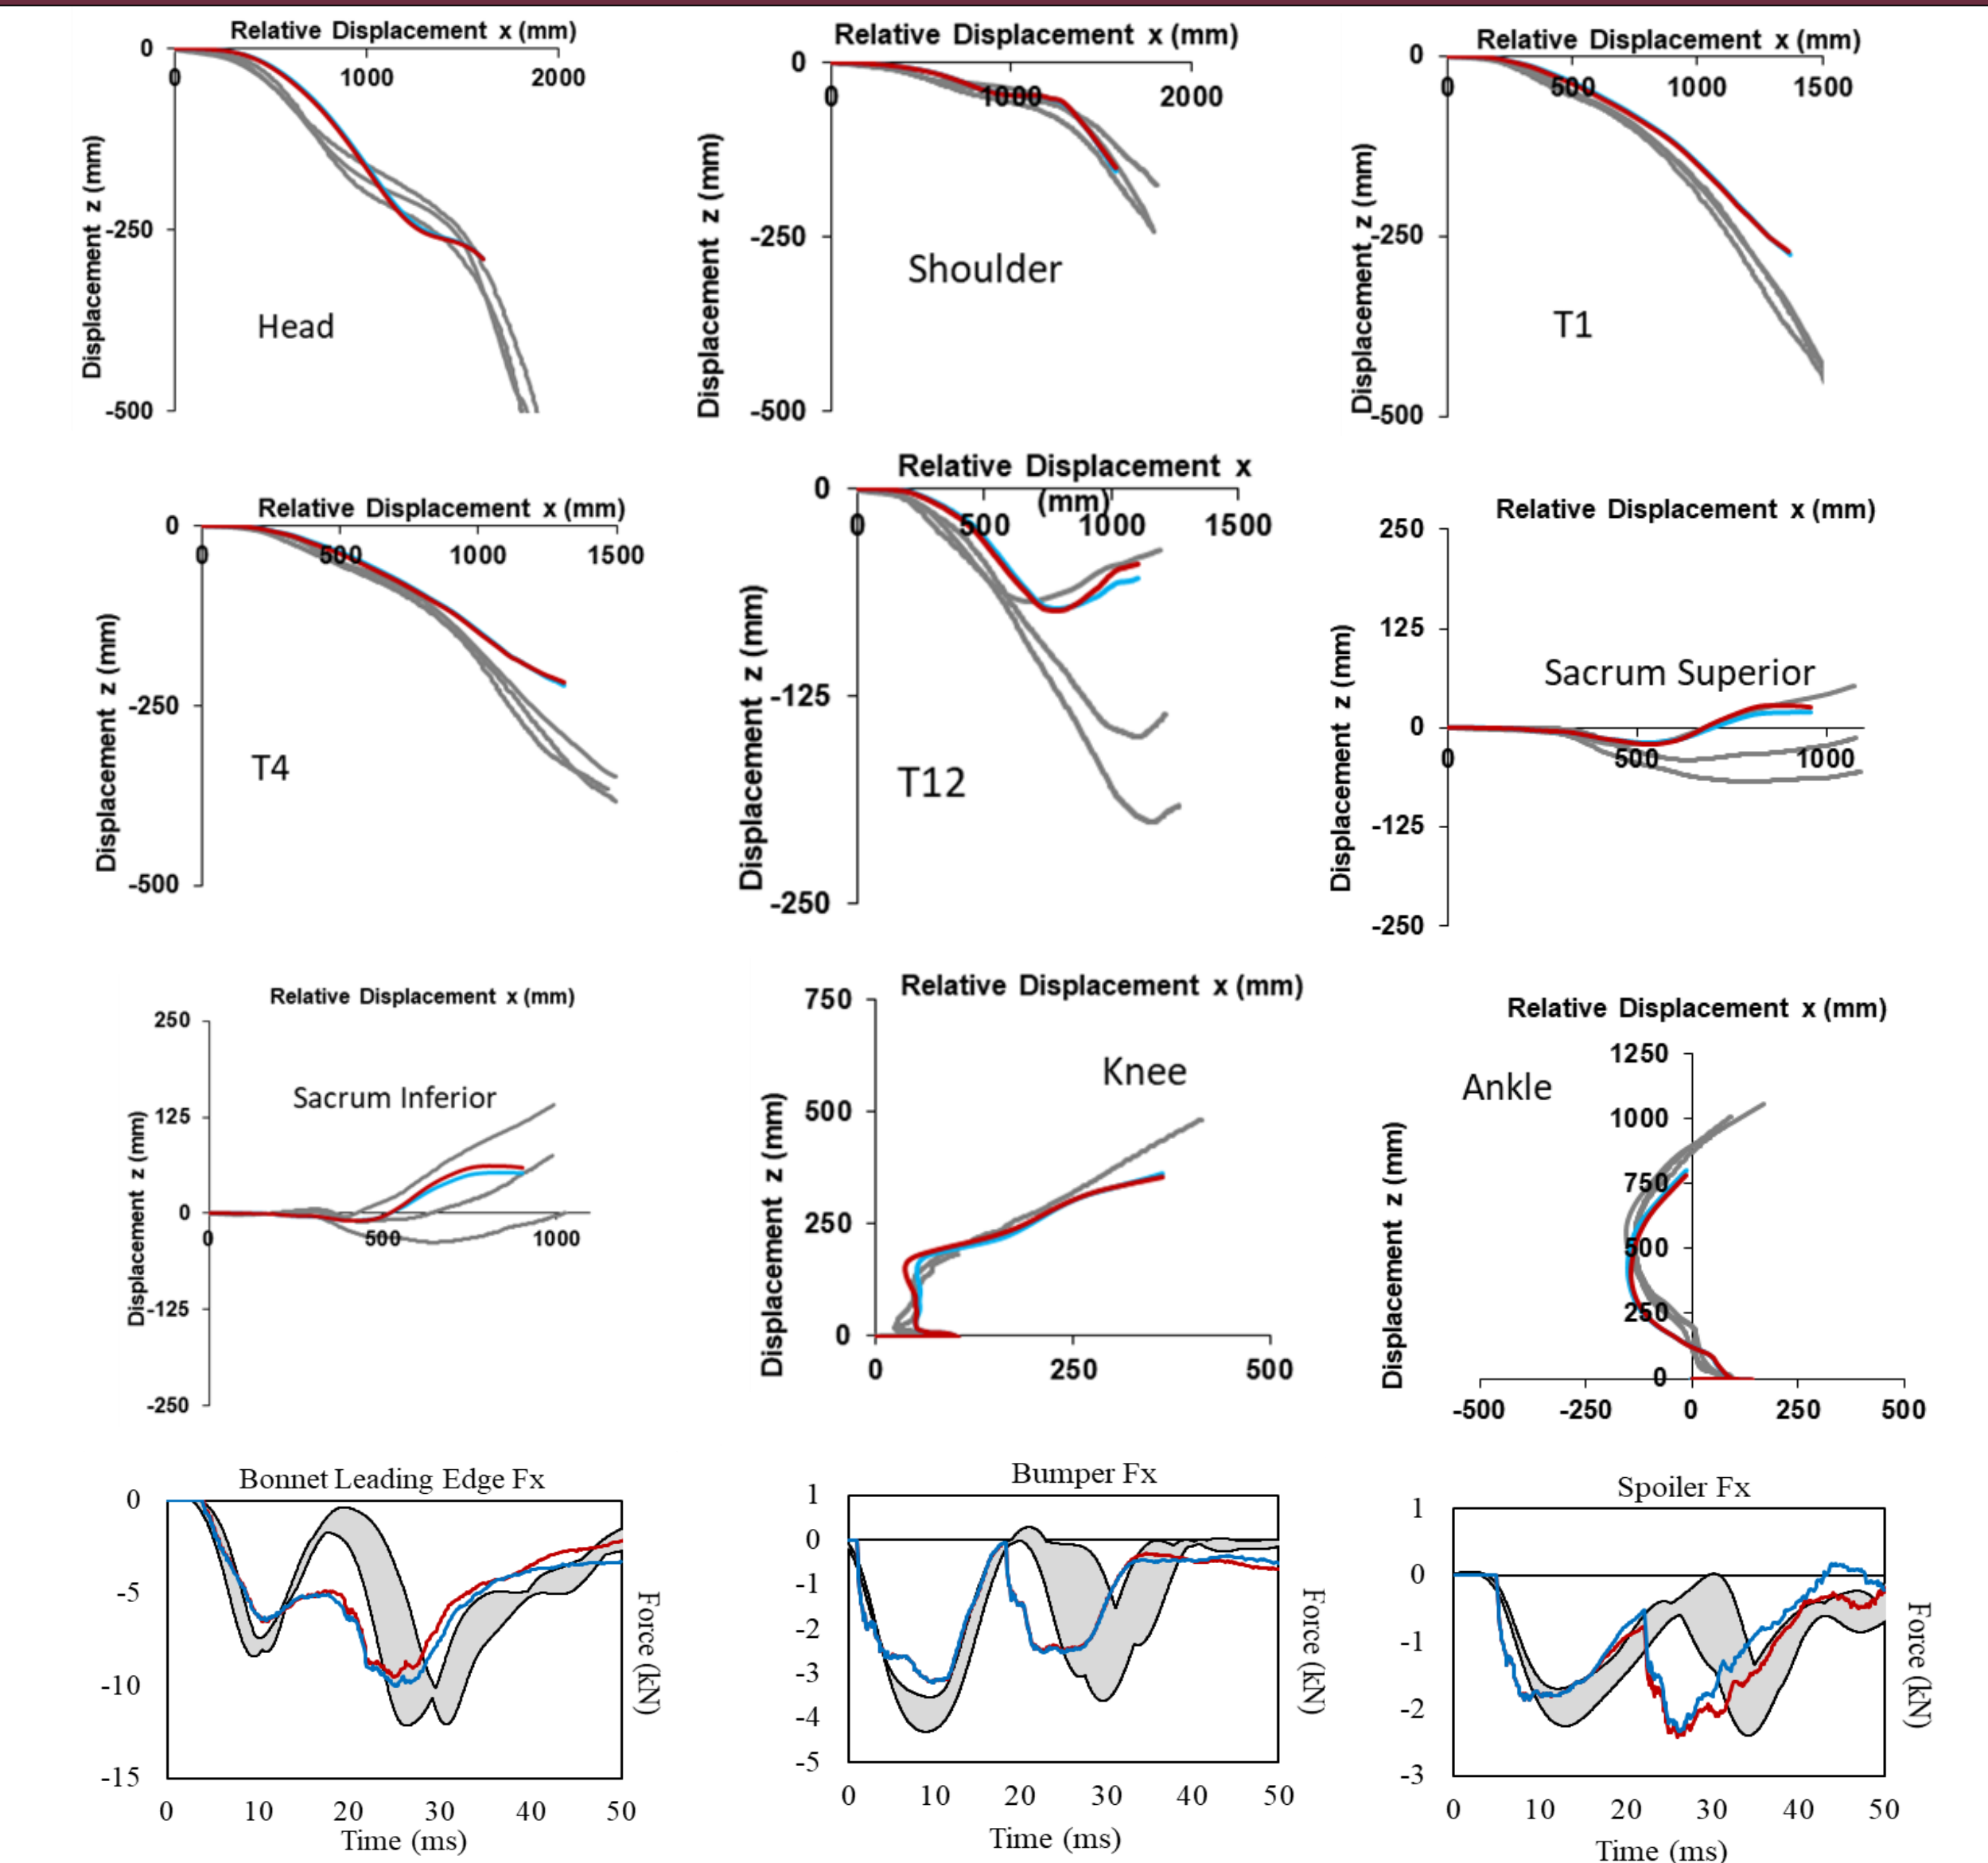 Relative Displacement x (mm)
0
0 1000 2000
Displacement z (mm)
-250
Head
-500
Relative Displacement x (mm)
0
0 1000 2000
Displacement z (mm)
-250
Shoulder
-500
Relative Displacement x (mm)
0
0 500 1000 1500
Displacement z (mm)
-250
T1
-500
Relative Displacement x (mm)
0
0 500 1000 1500
Displacement z (mm)
-250
T4
-500
Relative Displacement x
(mm)
0
0 500 1000 1500
Displacement z (mm)
-125
T12
-250
Relative Displacement x (mm)
250
125
Sacrum Superior
Displacement z (mm)
0
0 500 1000
-125
-250
Relative Displacement x (mm)
250
Sacrum Inferior
125
Displacement z (mm)
0
0 500 1000
-125
-250
Relative Displacement x (mm)
750
Knee
500
Displacement z (mm)
250
0
0 250 500
Relative Displacement x (mm)
1250
Ankle
1000
Displacement z (mm)
750
500
250
0
-500 -250 0 250 500
Bonnet Leading Edge Fx
0
-5
-10
-15
Force (kN)
0 10 20 30 40 50
Time (ms)
Bumper Fx
1
0
-1
-2
-3
-4
-5
Force (kN)
0 10 20 30 40 50
Time (ms)
Spoiler Fx
1
0
-1
-2
-3
Force (kN)
0 10 20 30 40 50
Time (ms)